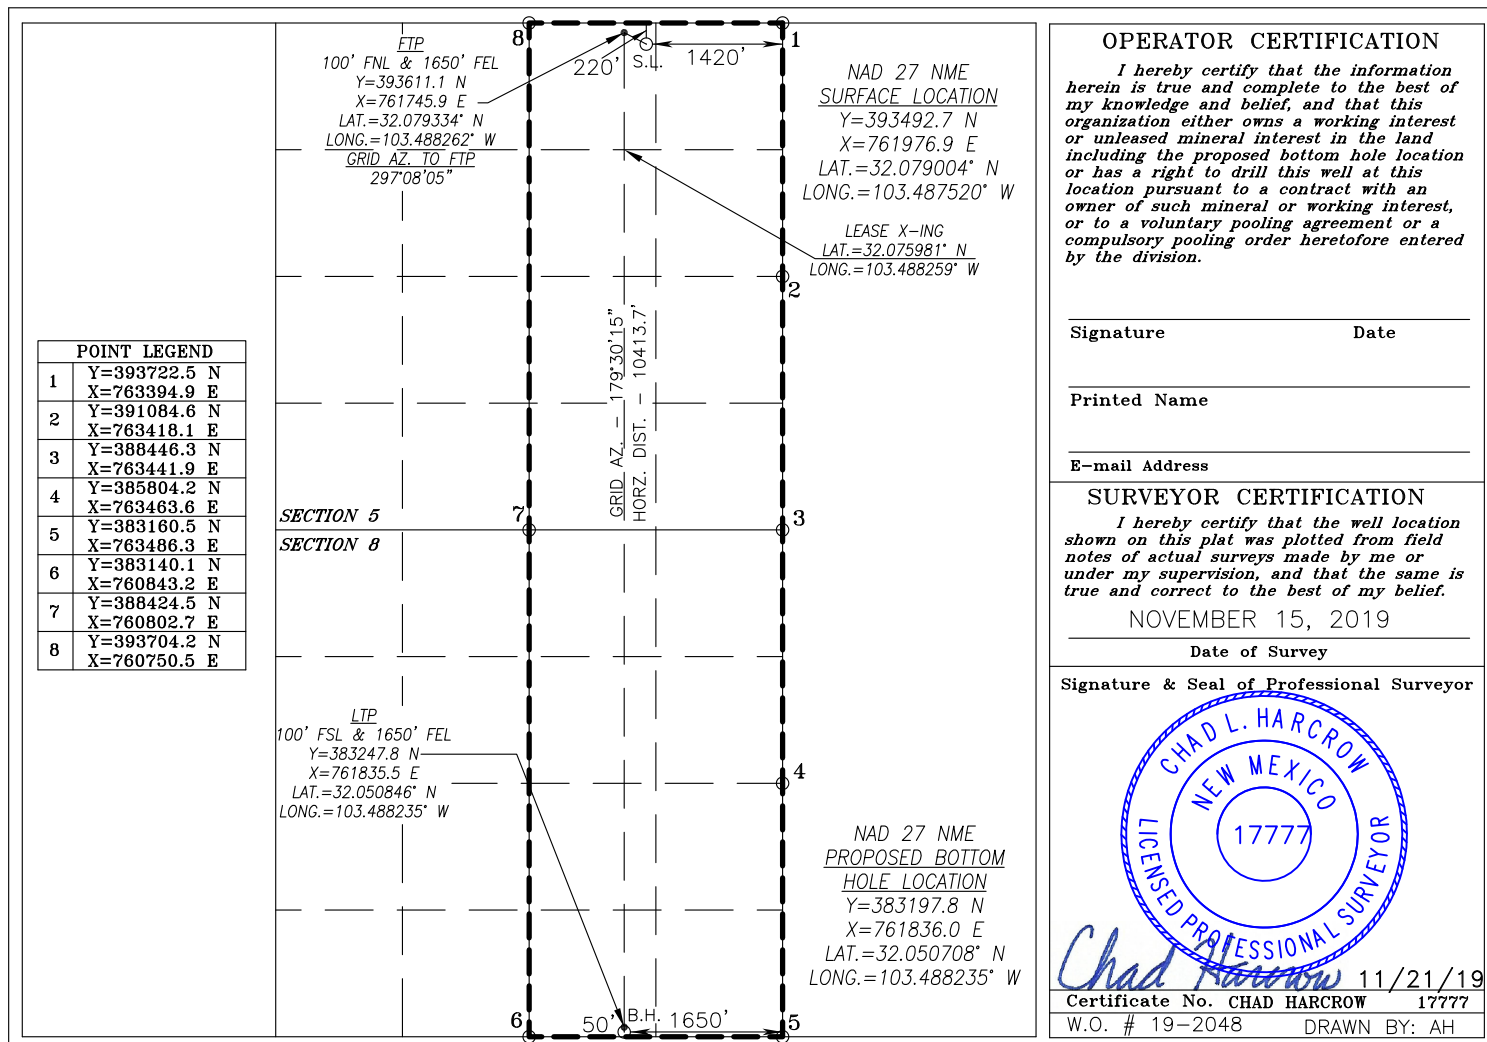 POINT LEGEND
1
Y=393722.5 N
X=763394.9 E
2
Y=391084.6 N
X=763418.1 E
3
Y=388446.3 N
X=763441.9 E
4
Y=385804.2 N
X=763463.6 E
5
Y=383160.5 N
X=763486.3 E
6
Y=383140.1 N
X=760843.2 E
7
Y=388424.5 N
X=760802.7 E
8
Y=393704.2 N
X=760750.5 E
FTP
100' FNL & 1650' FEL
Y=393611.1 N
X=761745.9 E
LAT.=32.079334° N
LONG.=103.488262° W
GRID AZ. TO FTP
297°08'05"
8
220'
S.L.
1420'
1
NAD 27 NME
SURFACE LOCATION
Y=393492.7 N
X=761976.9 E
LAT.=32.079004° N
LONG.=103.487520° W
LEASE X-ING
LAT.=32.075981° N
LONG.=103.488259° W
2
GRID AZ. – 179°30'15"
HORZ. DIST. – 10413.7'
SECTION 5
SECTION 8
7
3
LTP
100' FSL & 1650' FEL
Y=383247.8 N
X=761835.5 E
LAT.=32.050846° N
LONG.=103.488235° W
4
NAD 27 NME
PROPOSED BOTTOM
HOLE LOCATION
Y=383197.8 N
X=761836.0 E
LAT.=32.050708° N
LONG.=103.488235° W
6
50'
B.H.
1650'
5
OPERATOR CERTIFICATION
I hereby certify that the information
herein is true and complete to the best of
my knowledge and belief, and that this
organization either owns a working interest
or unleased mineral interest in the land
including the proposed bottom hole location
or has a right to drill this well at this
location pursuant to a contract with an
owner of such mineral or working interest,
or to a voluntary pooling agreement or a
compulsory pooling order heretofore entered
by the division.
Signature Date
Printed Name
E-mail Address
SURVEYOR CERTIFICATION
I hereby certify that the well location
shown on this plat was plotted from field
notes of actual surveys made by me or
under my supervision, and that the same is
true and correct to the best of my belief.
NOVEMBER 15, 2019
Date of Survey
Signature & Seal of Professional Surveyor
CHAD L. HARCROW
NEW MEXICO
17777
LICENSED PROFESSIONAL SURVEYOR
Chad Harcrow 11/21/19
Certificate No. CHAD HARCROW 17777
W.O. # 19-2048 DRAWN BY: AH